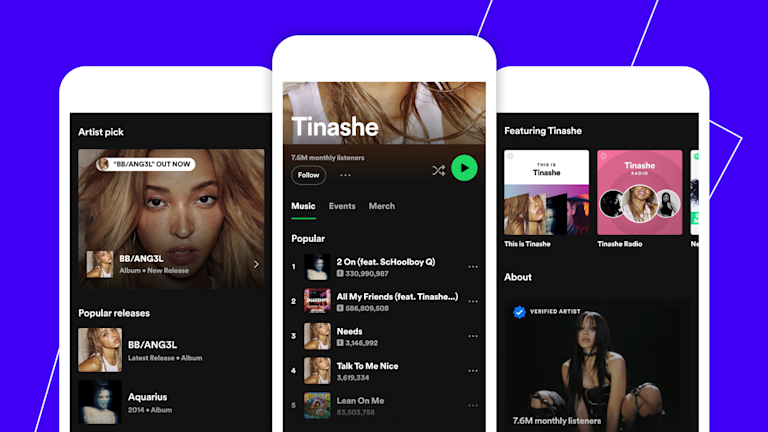 Artist pick
"BB/ANG3L" OUT NOW
BB/ANG3L
Album • New Release
Popular releases
BB/ANG3L
Latest Release • Album
Aquarius
2014 • Album
Tinashe
7.6M monthly listeners
Follow
Music Events Merch
Popular
1 2 On (feat. ScHoolboy Q)
E 330,990,987
2 All My Friends (feat. Tinashe...)
E 586,809,508
3 Needs
E 3,146,992
4 Talk To Me Nice
3,619,334
5 Lean On Me
83,503,758
Featuring Tinashe
THIS IS
Tinashe
This is Tinashe
Tinashe
RADIO
Tinashe Radio
Ne
About
VERIFIED ARTIST
7.6M monthly listeners